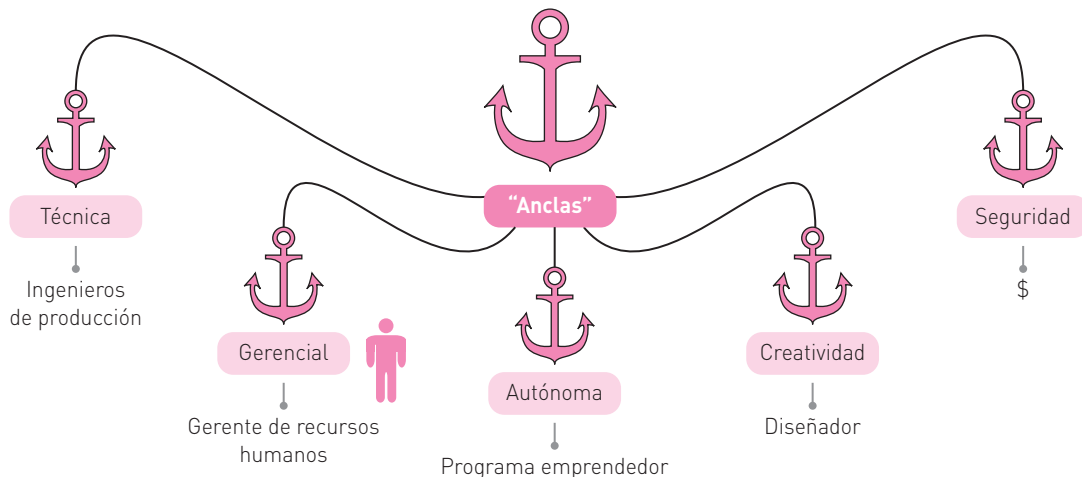 “Anclas”
Técnica
Ingenieros
de producción
Gerencial
Gerente de recursos
humanos
Autónoma
Programa emprendedor
Creatividad
Diseñador
Seguridad
$